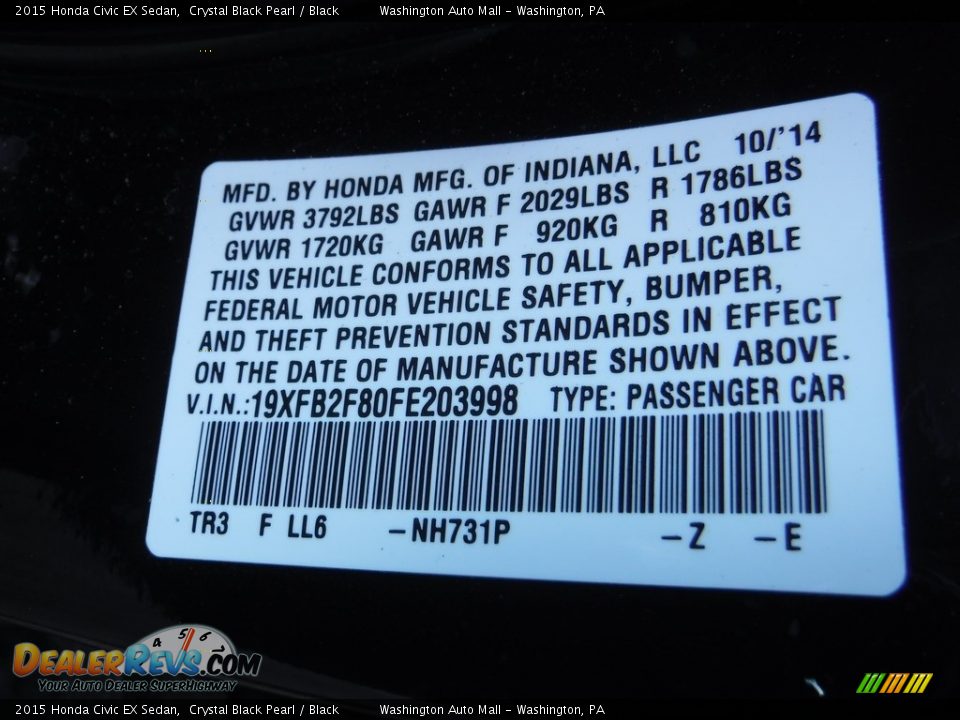 2015 Honda Civic EX Sedan, Crystal Black Pearl / Black Washington Auto Mall - Washington, PA
MFD. BY HONDA MFG. OF INDIANA, LLC 10/'14
GVWR 3792LBS GAWR F 2029LBS R 1786LBS
GVWR 1720KG GAWR F 920KG R 810KG
THIS VEHICLE CONFORMS TO ALL APPLICABLE
FEDERAL MOTOR VEHICLE SAFETY, BUMPER,
AND THEFT PREVENTION STANDARDS IN EFFECT
ON THE DATE OF MANUFACTURE SHOWN ABOVE.
V.I.N.:19XFB2F80FE203998 TYPE: PASSENGER CAR
TR3 F LL6 -NH731P -Z -E
4 5 6 7
DEALERREVS.COM
YOUR AUTO DEALER SUPERHIGHWAY
2015 Honda Civic EX Sedan, Crystal Black Pearl / Black Washington Auto Mall - Washington, PA